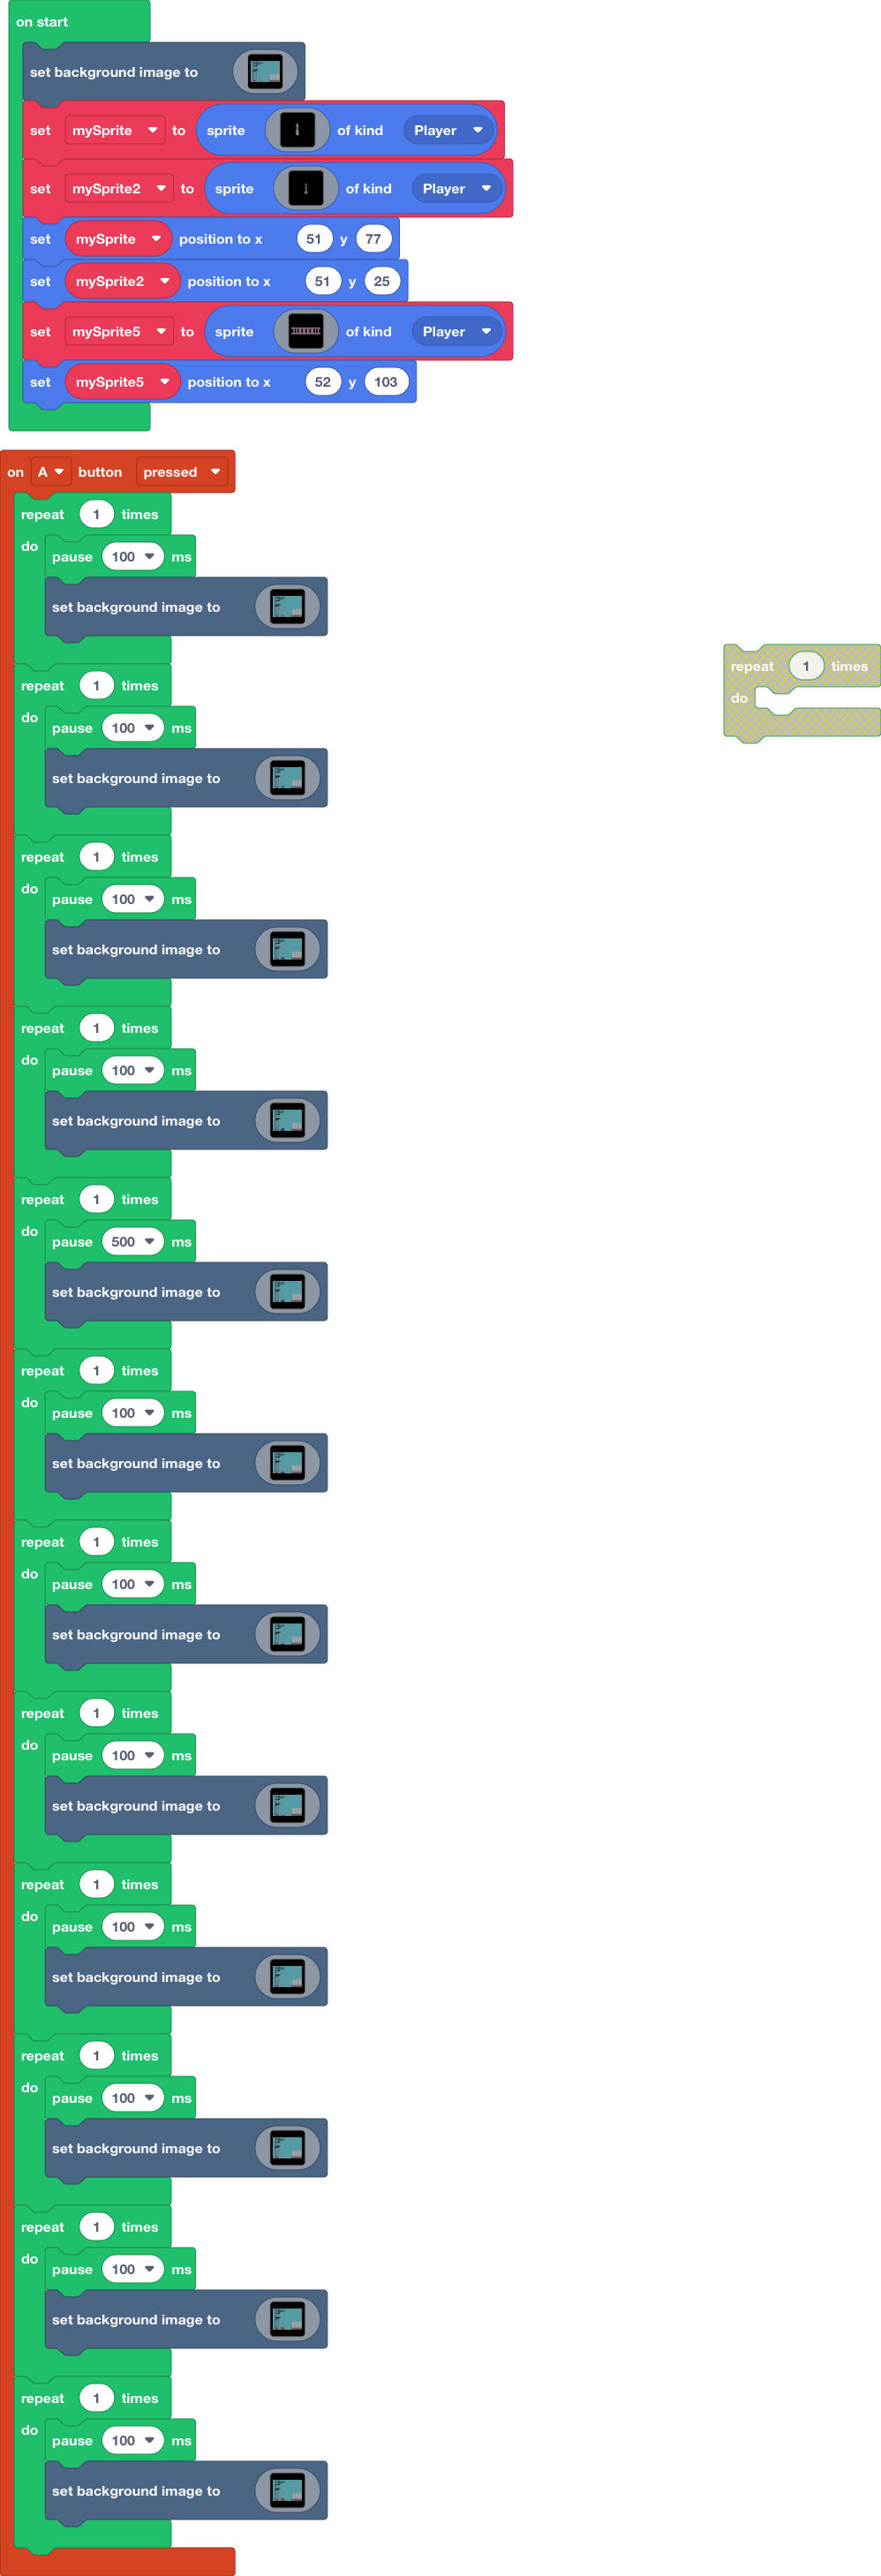 on start
set background image to
set mySprite to sprite of kind Player
set mySprite2 to sprite of kind Player
set mySprite position to x 51 y 77
set mySprite2 position to x 51 y 25
set mySprite5 to sprite of kind Player
set mySprite5 position to x 52 y 103
on A button pressed
repeat 1 times
do pause 100 ms
set background image to
repeat 1 times
do
repeat 1 times
do pause 100 ms
set background image to
repeat 1 times
do pause 100 ms
set background image to
repeat 1 times
do pause 100 ms
set background image to
repeat 1 times
do pause 500 ms
set background image to
repeat 1 times
do pause 100 ms
set background image to
repeat 1 times
do pause 100 ms
set background image to
repeat 1 times
do pause 100 ms
set background image to
repeat 1 times
do pause 100 ms
set background image to
repeat 1 times
do pause 100 ms
set background image to
repeat 1 times
do pause 100 ms
set background image to
repeat 1 times
do pause 100 ms
set background image to